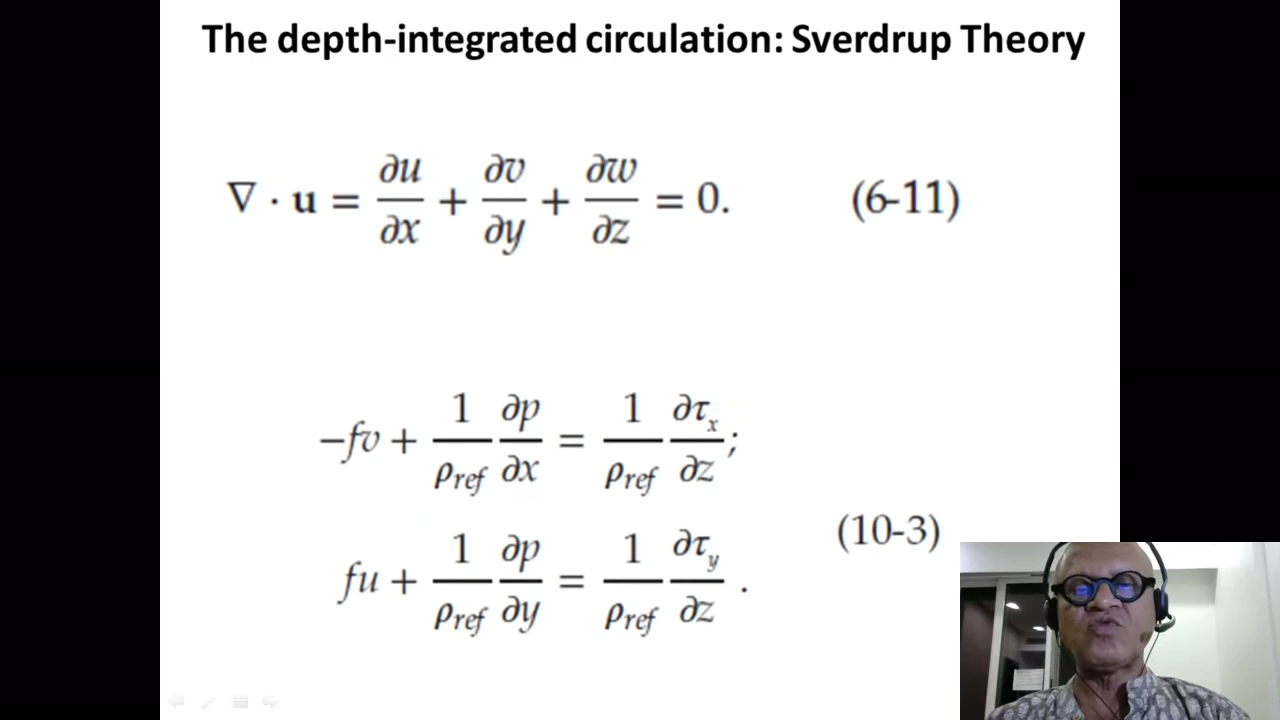 The depth-integrated circulation: Sverdrup Theory
∇ · u = ∂u/∂x + ∂v/∂y + ∂w/∂z = 0. (6-11)
−fv + 1/ρref ∂p/∂x = 1/ρref ∂τx/∂z;
(10-3)
fu + 1/ρref ∂p/∂y = 1/ρref ∂τy/∂z .